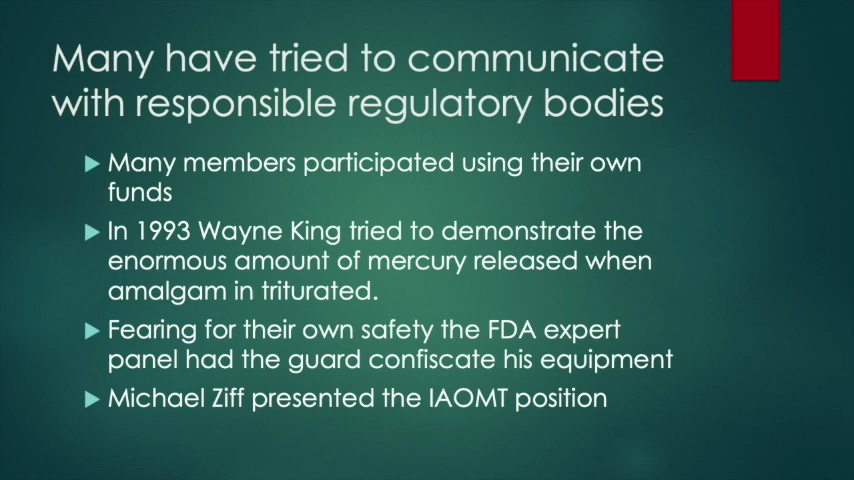 Many have tried to communicate
with responsible regulatory bodies
Many members participated using their own
funds
In 1993 Wayne King tried to demonstrate the
enormous amount of mercury released when
amalgam in triturated.
Fearing for their own safety the FDA expert
panel had the guard confiscate his equipment
Michael Ziff presented the IAOMT position